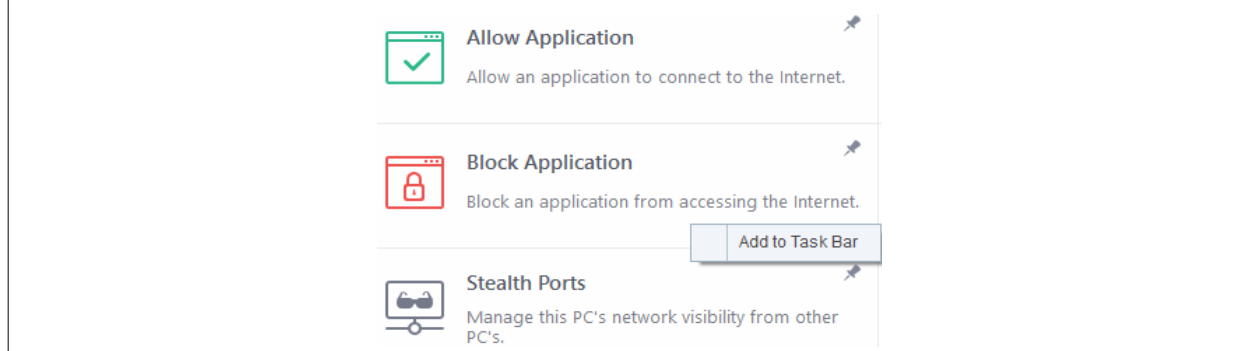 Allow Application
Allow an application to connect to the Internet.
Block Application
Block an application from accessing the Internet.
Add to Task Bar
Stealth Ports
Manage this PC's network visibility from other
PC's.